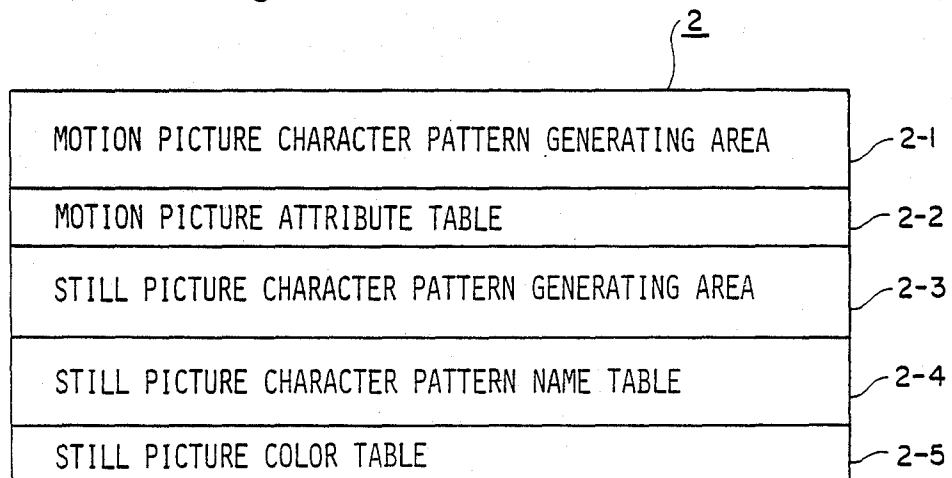 2
MOTION PICTURE CHARACTER PATTERN GENERATING AREA 2-1
MOTION PICTURE ATTRIBUTE TABLE 2-2
STILL PICTURE CHARACTER PATTERN GENERATING AREA 2-3
STILL PICTURE CHARACTER PATTERN NAME TABLE 2-4
STILL PICTURE COLOR TABLE 2-5